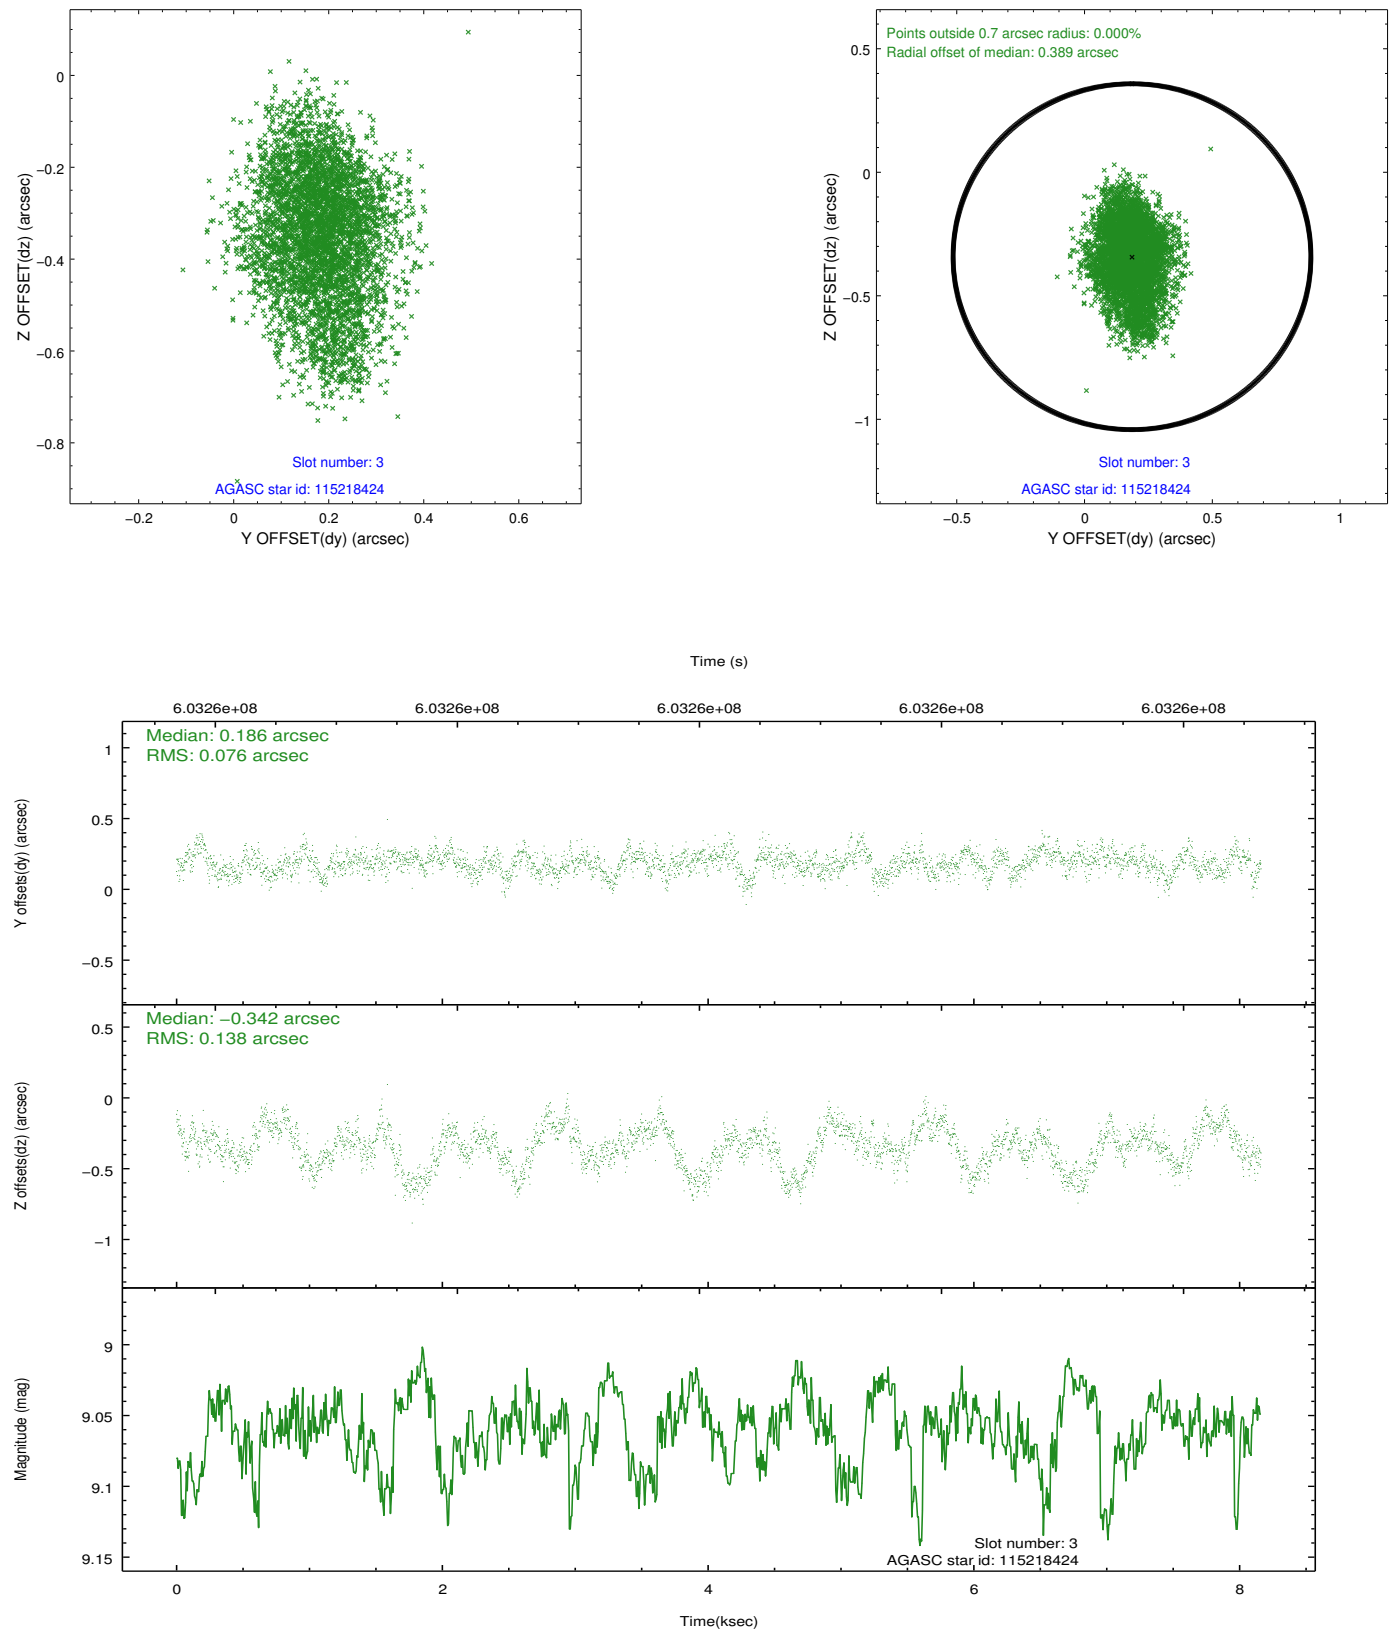 0
−0.2
−0.4
−0.6
−0.8
Z OFFSET(dz) (arcsec)
Slot number: 3
AGASC star id: 115218424
−0.2 0 0.2 0.4 0.6
Y OFFSET(dy) (arcsec)
Points outside 0.7 arcsec radius: 0.000%
Radial offset of median: 0.389 arcsec
0.5
0
−0.5
−1
Z OFFSET(dz) (arcsec)
Slot number: 3
AGASC star id: 115218424
−0.5 0 0.5 1
Y OFFSET(dy) (arcsec)
Time (s)
6.0326e+08 6.0326e+08 6.0326e+08 6.0326e+08 6.0326e+08
Median: 0.186 arcsec
RMS: 0.076 arcsec
1
0.5
0
−0.5
Y offsets(dy) (arcsec)
Median: −0.342 arcsec
RMS: 0.138 arcsec
0.5
0
−0.5
−1
Z offsets(dz) (arcsec)
9
9.05
9.1
9.15
Magnitude (mag)
Slot number: 3
AGASC star id: 115218424
0 2 4 6 8
Time(ksec)